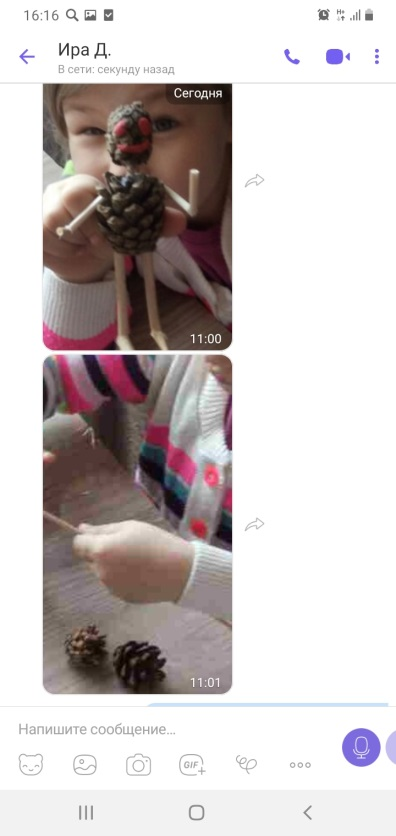 16:16
Ира Д.
В сети: секунду назад
Сегодня
11:00
11:01
Напишите сообщение...
GIF